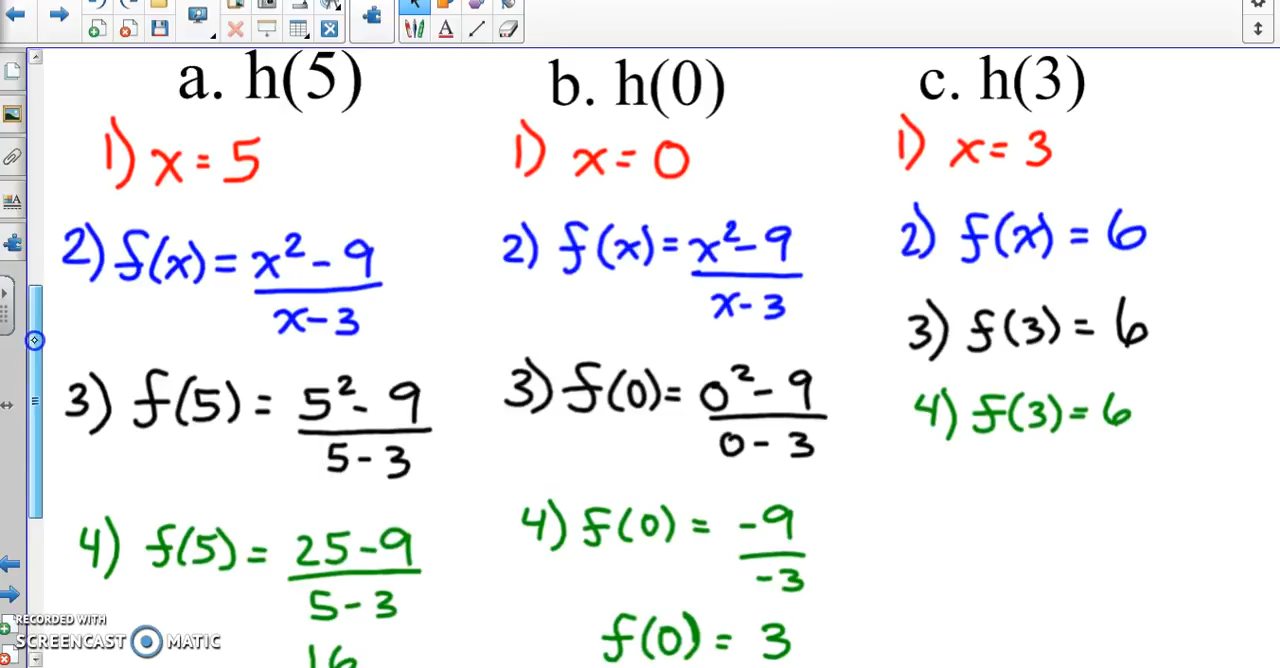 a. h(5)
1) x = 5
2) f(x) = x² - 9 / x - 3
3) f(5) = 5² - 9 / 5 - 3
4) f(5) = 25 - 9 / 5 - 3
16
b. h(0)
1) x = 0
2) f(x) = x² - 9 / x - 3
3) f(0) = 0² - 9 / 0 - 3
4) f(0) = -9 / -3
f(0) = 3
c. h(3)
1) x = 3
2) f(x) = 6
3) f(3) = 6
4) f(3) = 6
RECORDED WITH
SCREENCAST MATIC